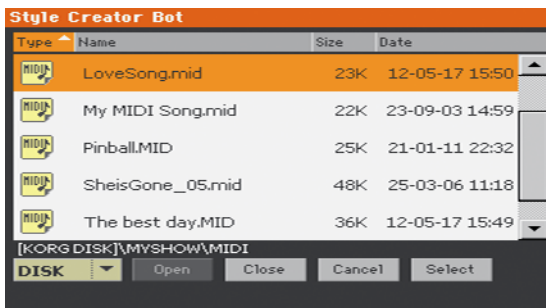 Style Creator Bot
Type Name Size Date
MIDI LoveSong.mid 23K 12-05-17 15:50
MIDI My MIDI Song.mid 22K 23-09-03 14:59
MIDI Pinball.MID 25K 21-01-11 22:32
MIDI SheisGone_05.mid 48K 25-03-06 11:18
MIDI The best day.MID 36K 12-05-17 15:49
[KORG DISK]\MYSHOW\MIDI
DISK Open Close Cancel Select